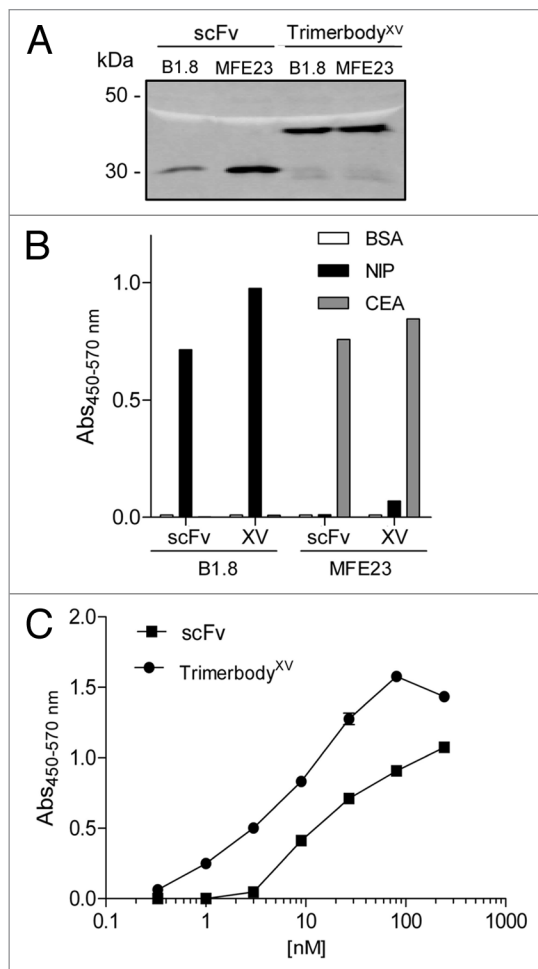 A
scFv Trimerbody^XV
kDa B1.8 MFE23 B1.8 MFE23
50 -
30 -
B
BSA
NIP
CEA
1.0
0.5
0.0
Abs450-570 nm
scFv XV scFv XV
B1.8 MFE23
C
scFv
Trimerbody^XV
2.0
1.5
1.0
0.5
0.0
Abs450-570 nm
0.1 1 10 100 1000
[nM]